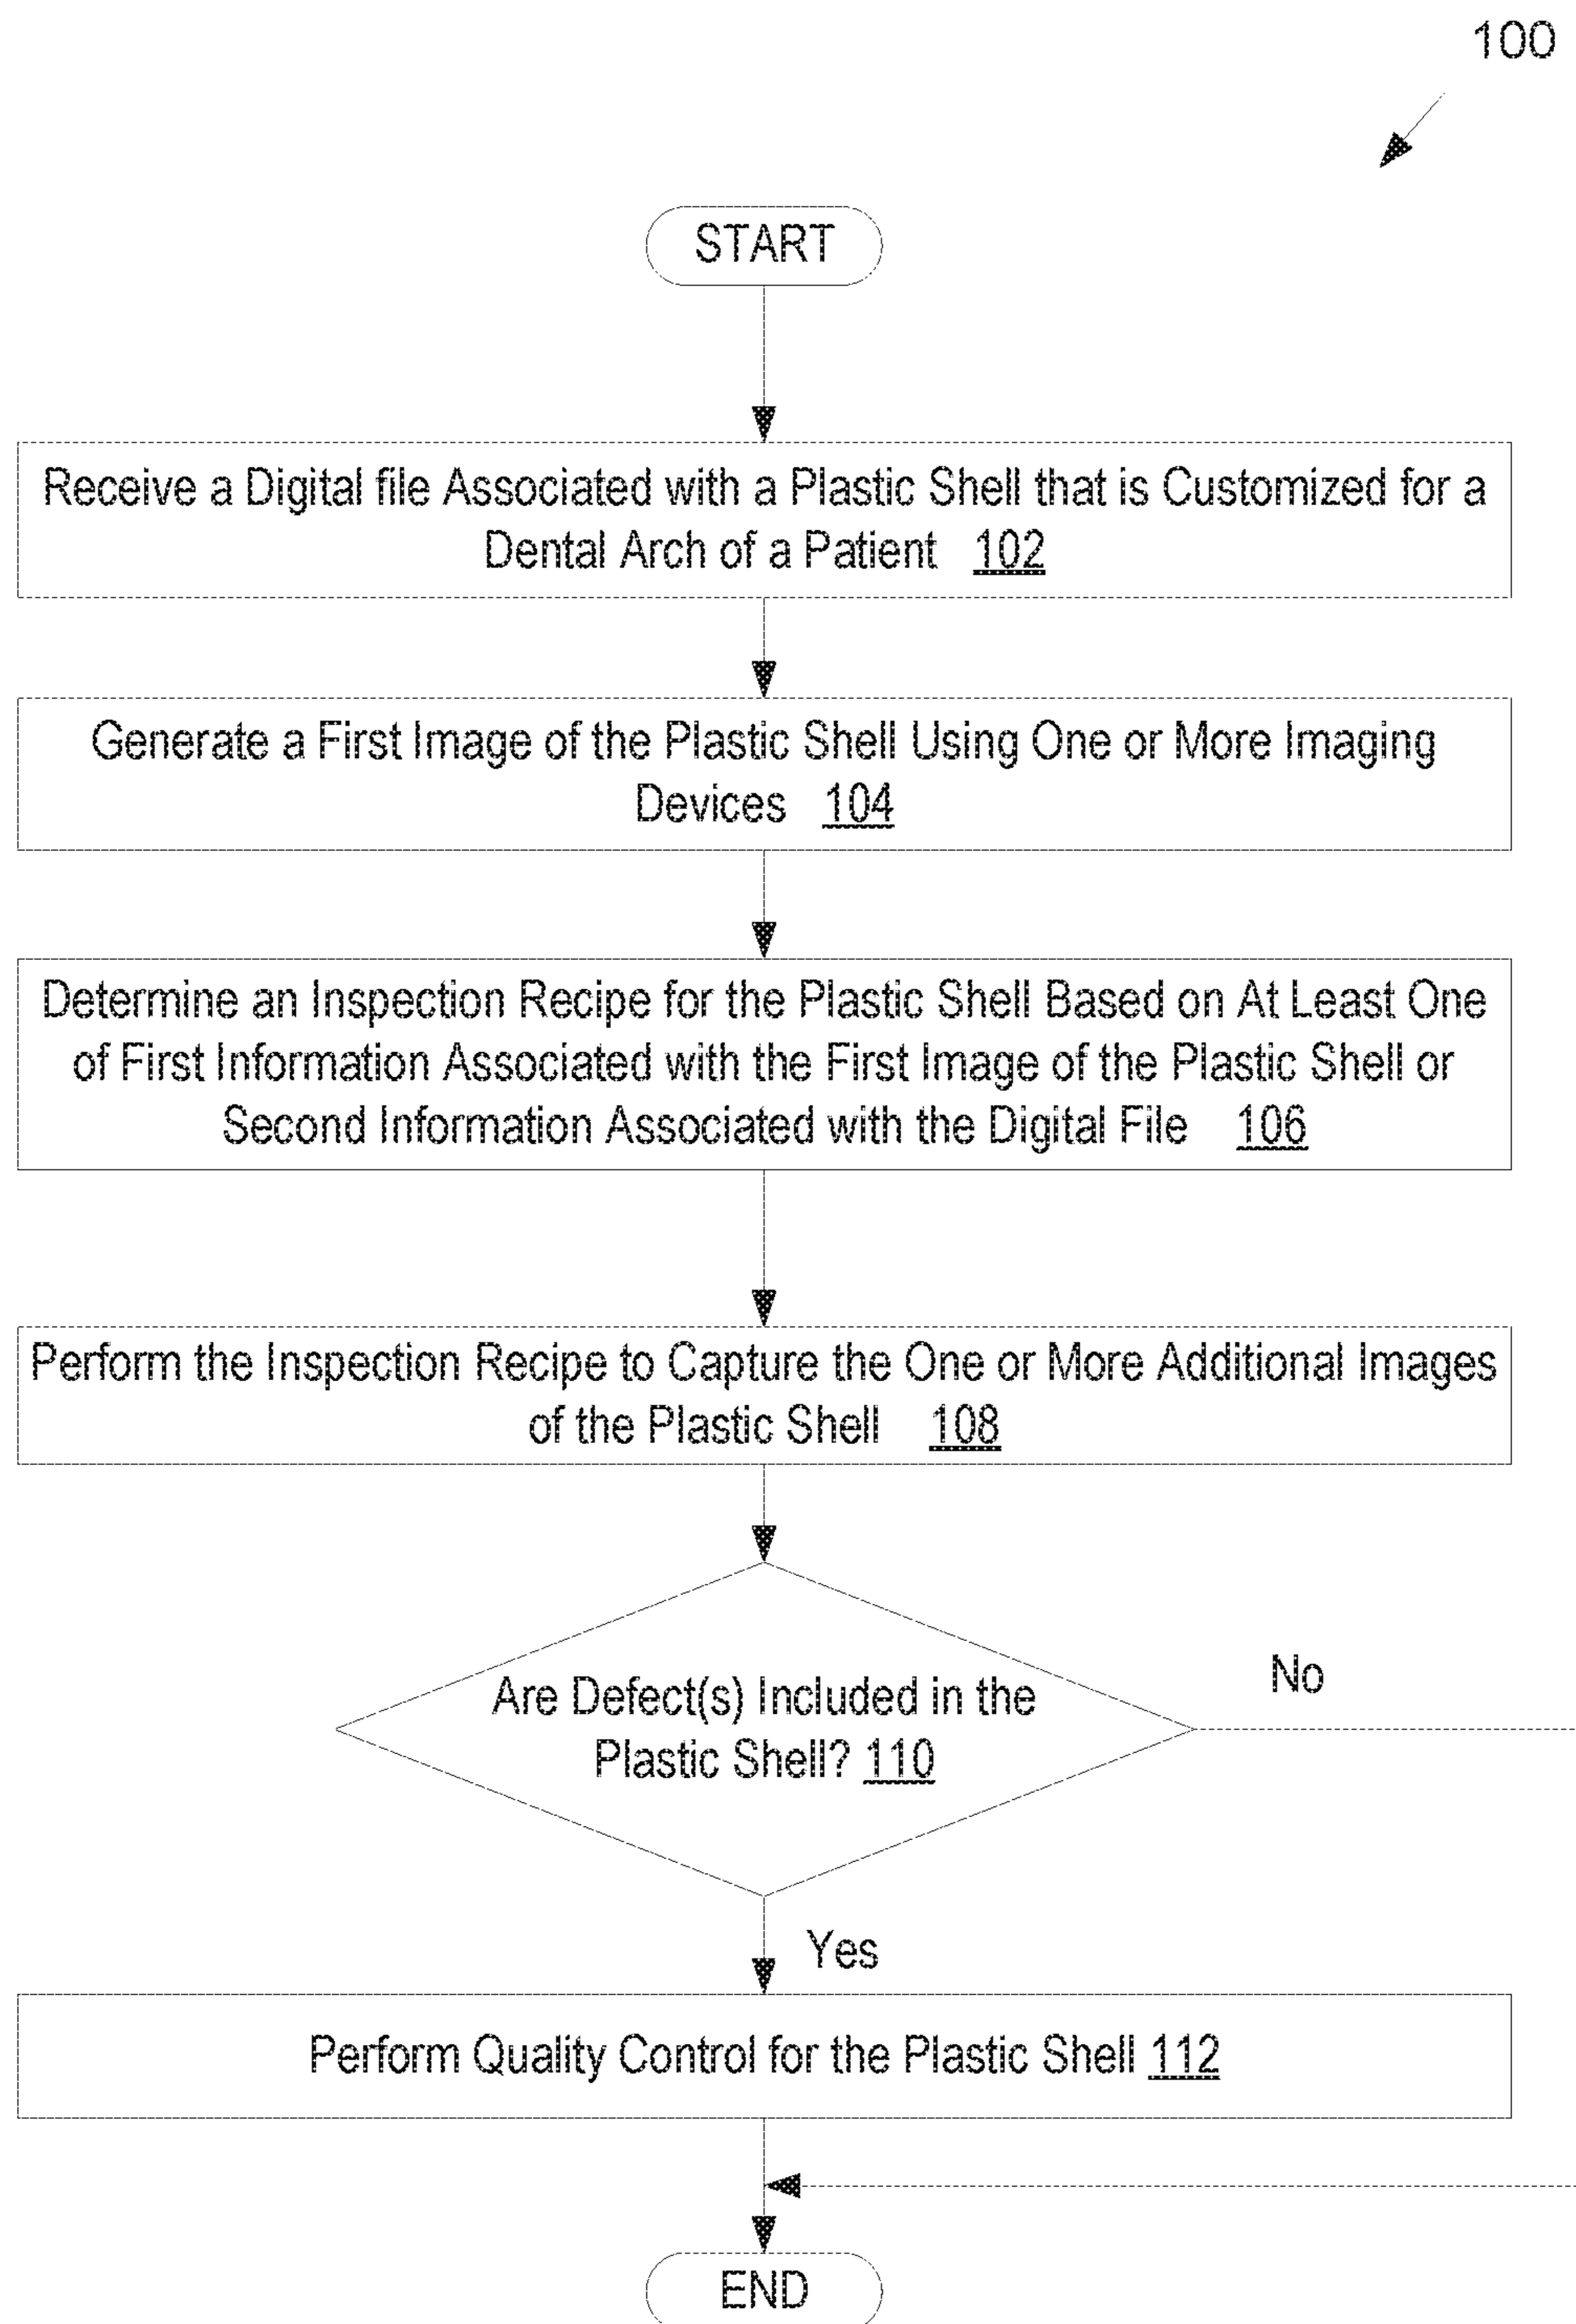 100
START
Receive a Digital file Associated with a Plastic Shell that is Customized for a
Dental Arch of a Patient 102
Generate a First Image of the Plastic Shell Using One or More Imaging
Devices 104
Determine an Inspection Recipe for the Plastic Shell Based on At Least One
of First Information Associated with the First Image of the Plastic Shell or
Second Information Associated with the Digital File 106
Perform the Inspection Recipe to Capture the One or More Additional Images
of the Plastic Shell 108
Are Defect(s) Included in the
Plastic Shell? 110
No
Yes
Perform Quality Control for the Plastic Shell 112
END